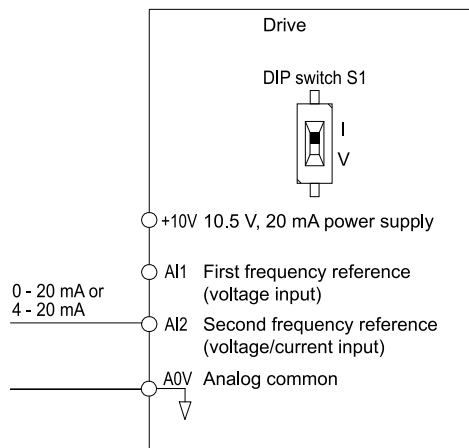 Drive
DIP switch S1
I
V
+10V 10.5 V, 20 mA power supply
AI1 First frequency reference
(voltage input)
0 - 20 mA or
4 - 20 mA
AI2 Second frequency reference
(voltage/current input)
A0V Analog common